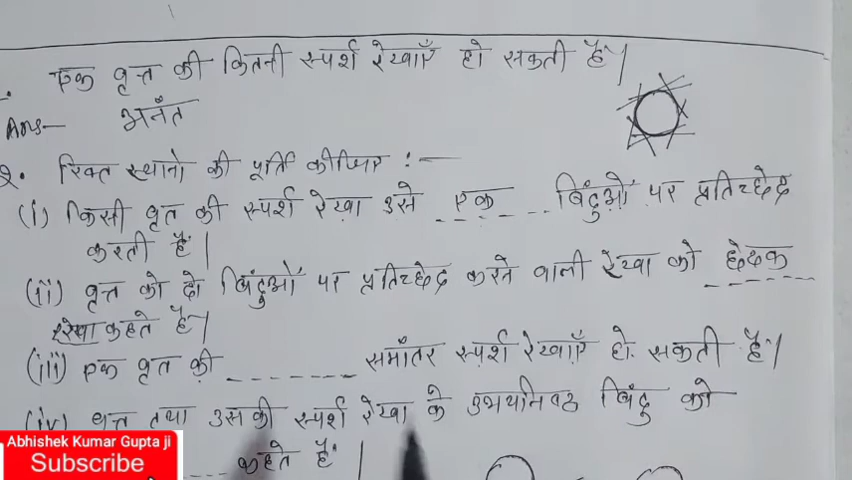 एक वृत्त की कितनी स्पर्श रेखाएँ हो सकती हैं।
Ans— अनंत
2. रिक्त स्थानो की पूर्ति कीजिए :—
(i) किसी वृत की स्पर्श रेखा उसे एक बिंदुओं पर प्रतिच्छेद
करती हैं।
(ii) वृत्त को दो बिंदुओं पर प्रतिच्छेद करने वाली रेखा को छेदक
रेखा कहते हैं।
(iii) एक वृत की _ _ _ _ _ _ समांतर स्पर्श रेखाएँ हो सकती हैं।
(iv) वृत्त तथा उसकी स्पर्श रेखा के उभयनिष्ठ बिंदु को
_ _ _ कहते हैं।
Abhishek Kumar Gupta ji
Subscribe